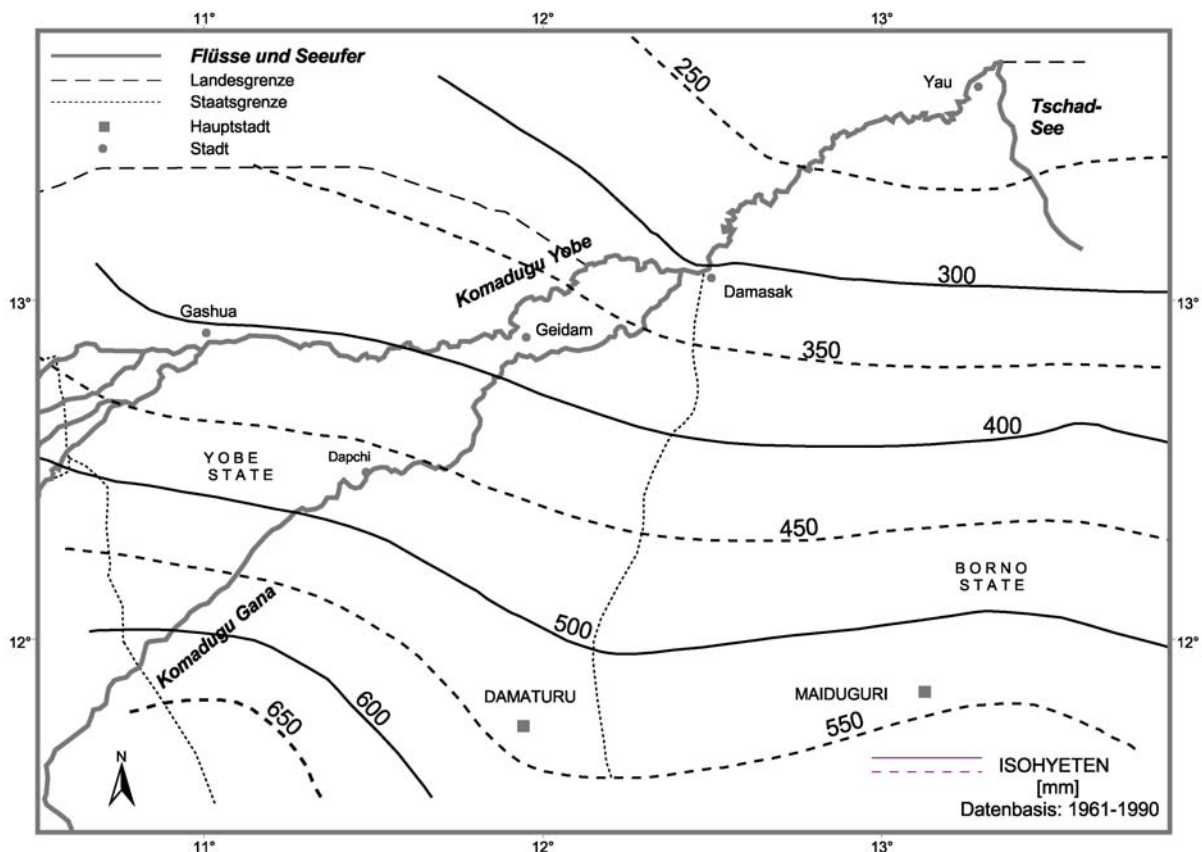 11°
12°
13°
Flüsse und Seeufer
Landesgrenze
Staatsgrenze
Hauptstadt
Stadt
250
Yau
Tschad-
See
Komadugu Yobe
300
13°
13°
Damasak
Gashua
Geidam
350
400
YOBE
STATE
Dapchi
450
BORNO
STATE
500
12°
12°
Komadugu Gana
DAMATURU
MAIDUGURI
650
600
550
N
ISOHYETEN
[mm]
Datenbasis: 1961-1990
11°
12°
13°